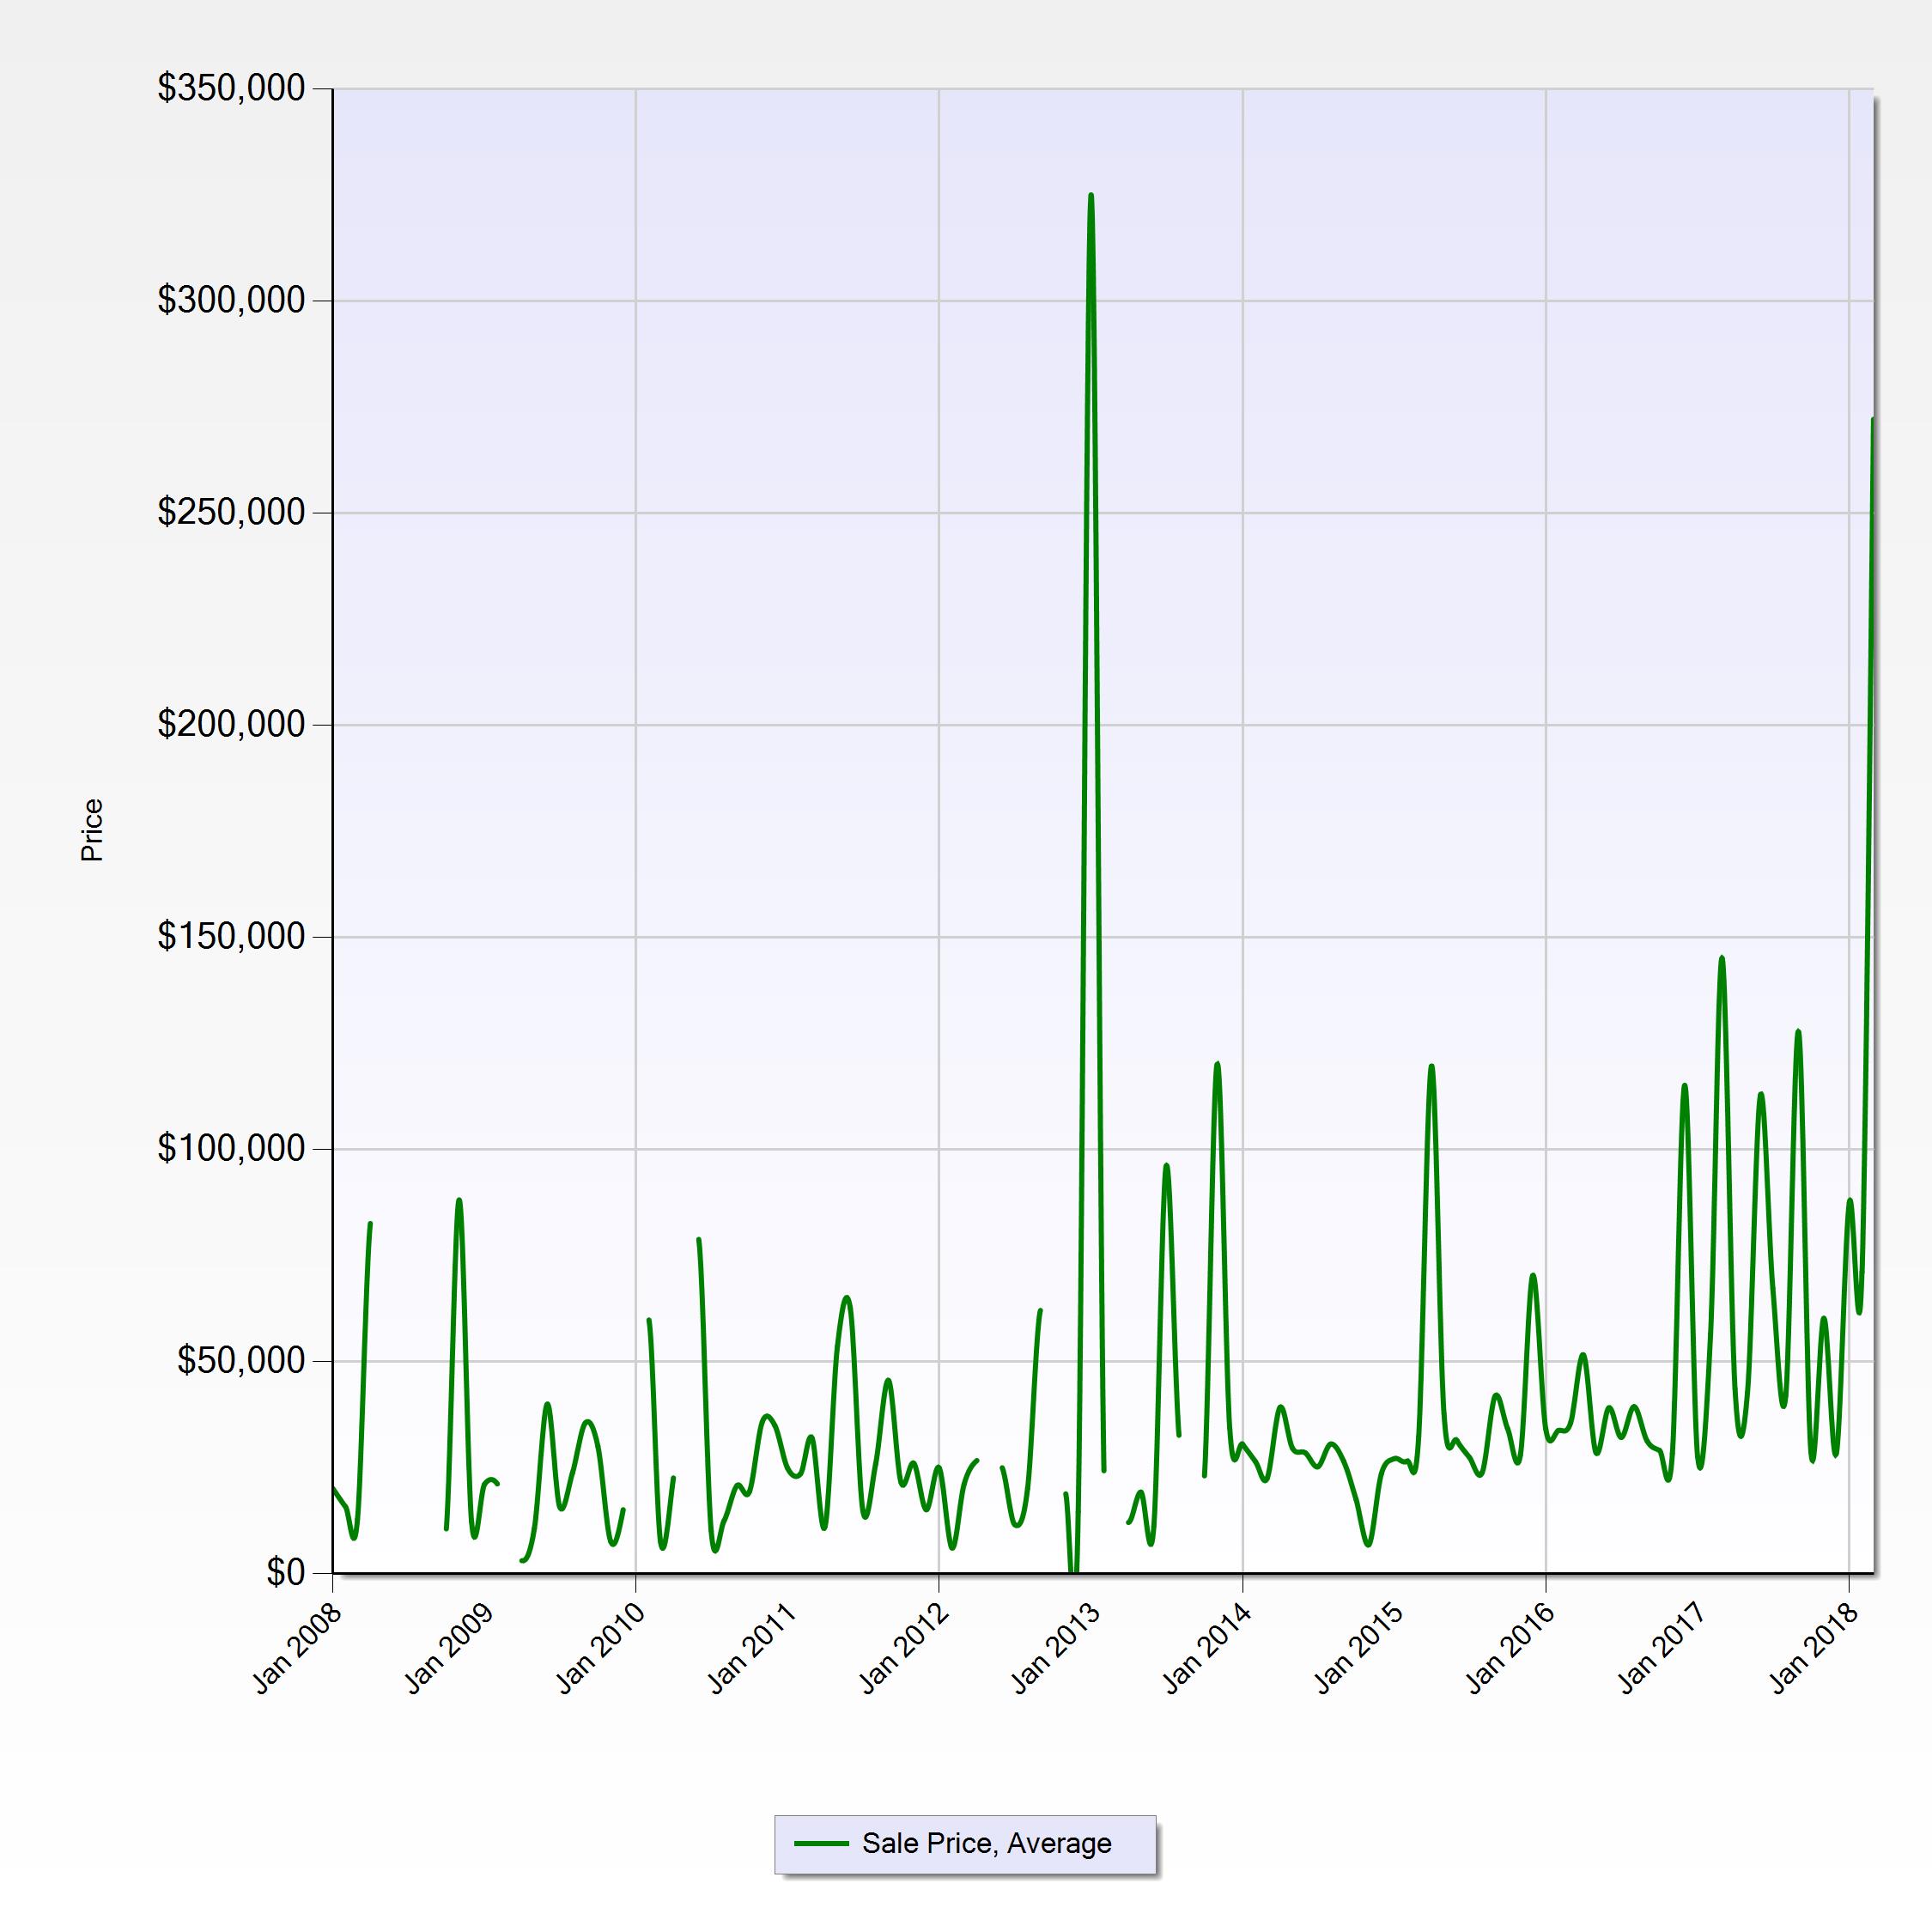 $350,000
$300,000
$250,000
$200,000
$150,000
$100,000
$50,000
$0
Price
Jan 2008
Jan 2009
Jan 2010
Jan 2011
Jan 2012
Jan 2013
Jan 2014
Jan 2015
Jan 2016
Jan 2017
Jan 2018
Sale Price, Average